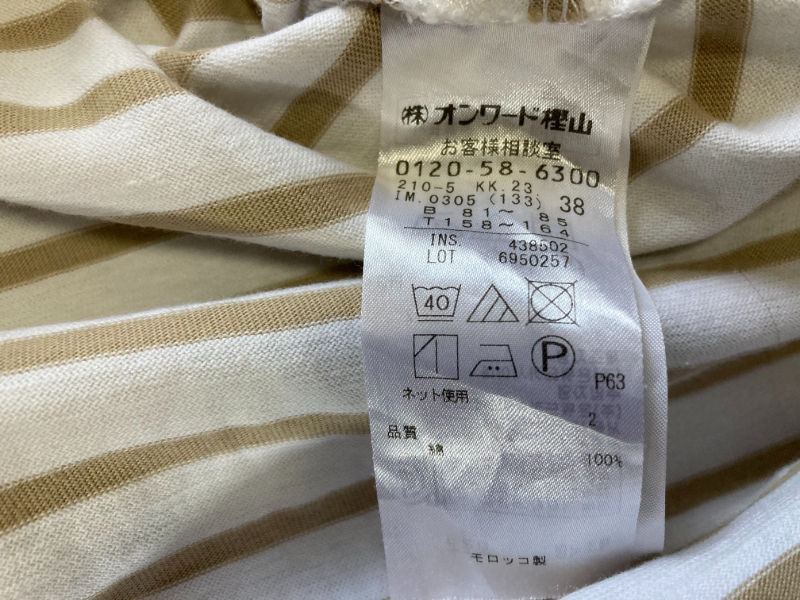 (株)オンワード樫山
お客様相談室
0120-58-6300
210-5 KK.23.
IM.0305 (133) 38
B 81~ 85
T 158~164
INS. 438502
LOT 6950257
40
P
P63
ネット使用
2
品質
綿 100%
モロッコ製